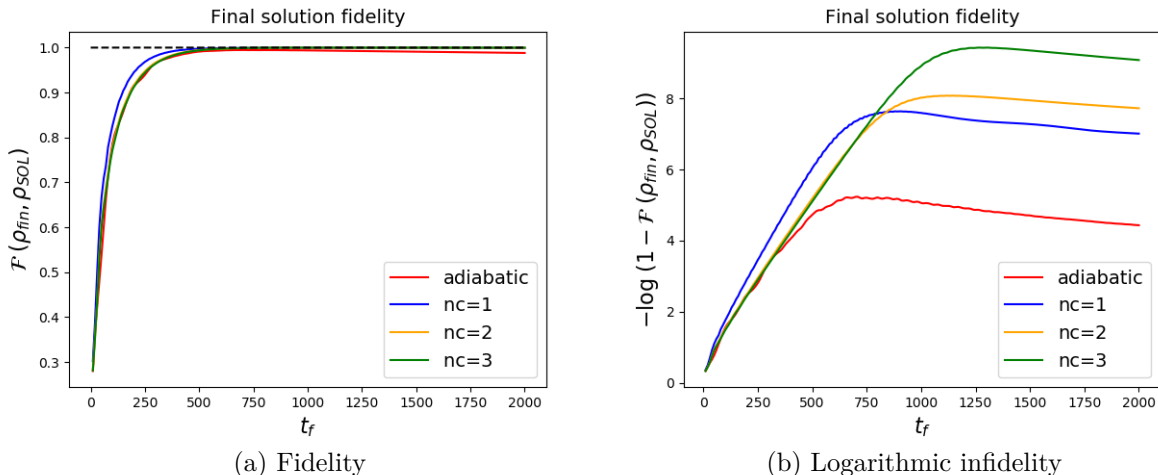 Final solution fidelity
1.0
0.9
0.8
0.7
0.6
0.5
0.4
0.3
0 250 500 750 1000 1250 1500 1750 2000
ℱ (ρ_fin, ρ_SOL)
t_f
adiabatic
nc=1
nc=2
nc=3
(a) Fidelity
Final solution fidelity
8
6
4
2
0
0 250 500 750 1000 1250 1500 1750 2000
−log (1 − ℱ (ρ_fin, ρ_SOL))
t_f
adiabatic
nc=1
nc=2
nc=3
(b) Logarithmic infidelity